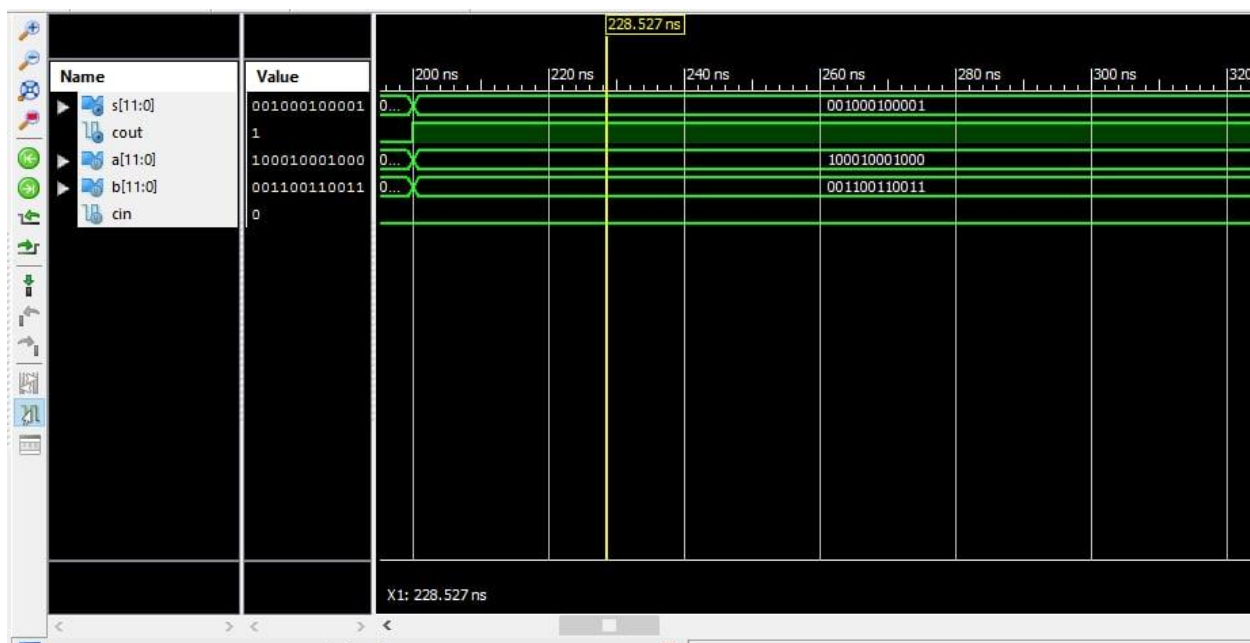 228.527 ns
Name Value 200 ns 220 ns 240 ns 260 ns 280 ns 300 ns 320
s[11:0] 001000100001 0... 001000100001
cout 1
a[11:0] 100010001000 0... 100010001000
b[11:0] 001100110011 0... 001100110011
cin 0
X1: 228.527 ns